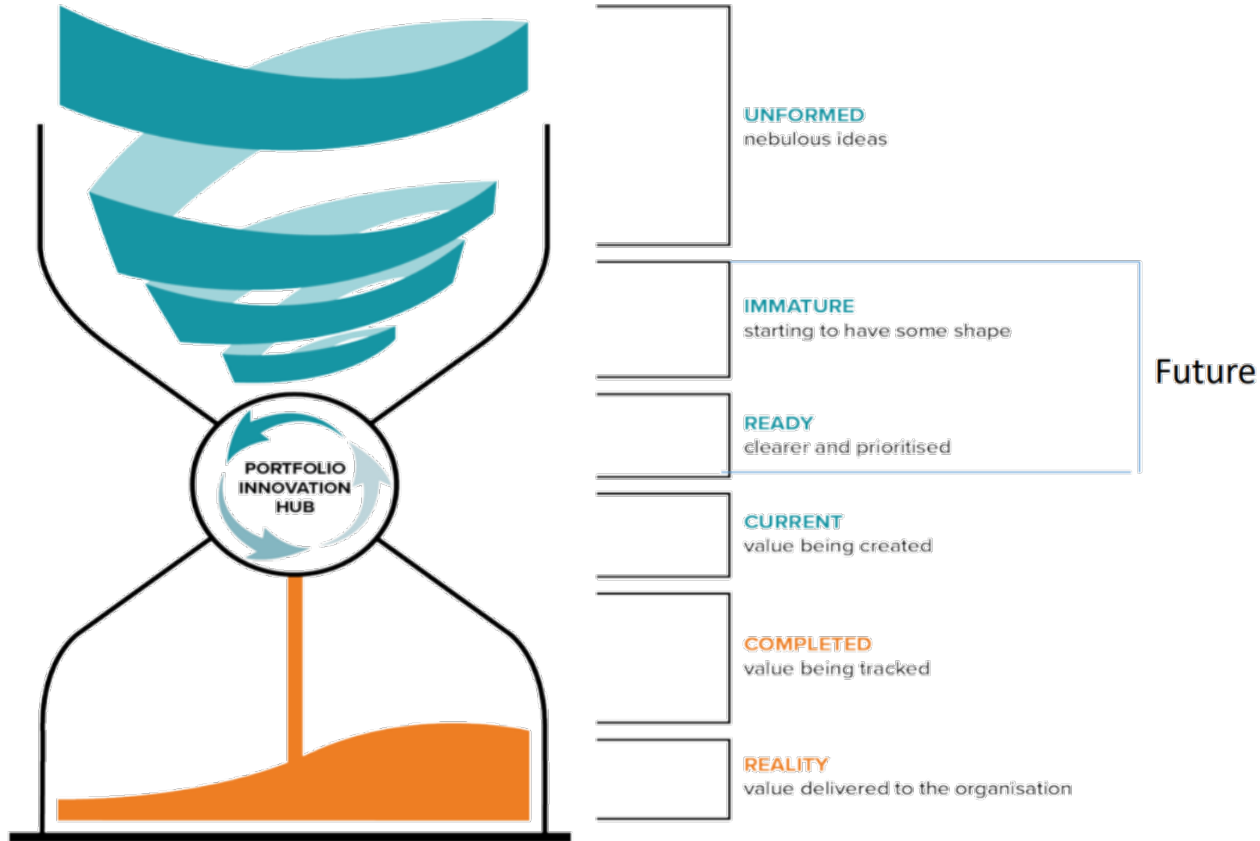 UNFORMED
nebulous ideas
IMMATURE
starting to have some shape
Future
READY
clearer and prioritised
PORTFOLIO
INNOVATION
HUB
CURRENT
value being created
COMPLETED
value being tracked
REALITY
value delivered to the organisation